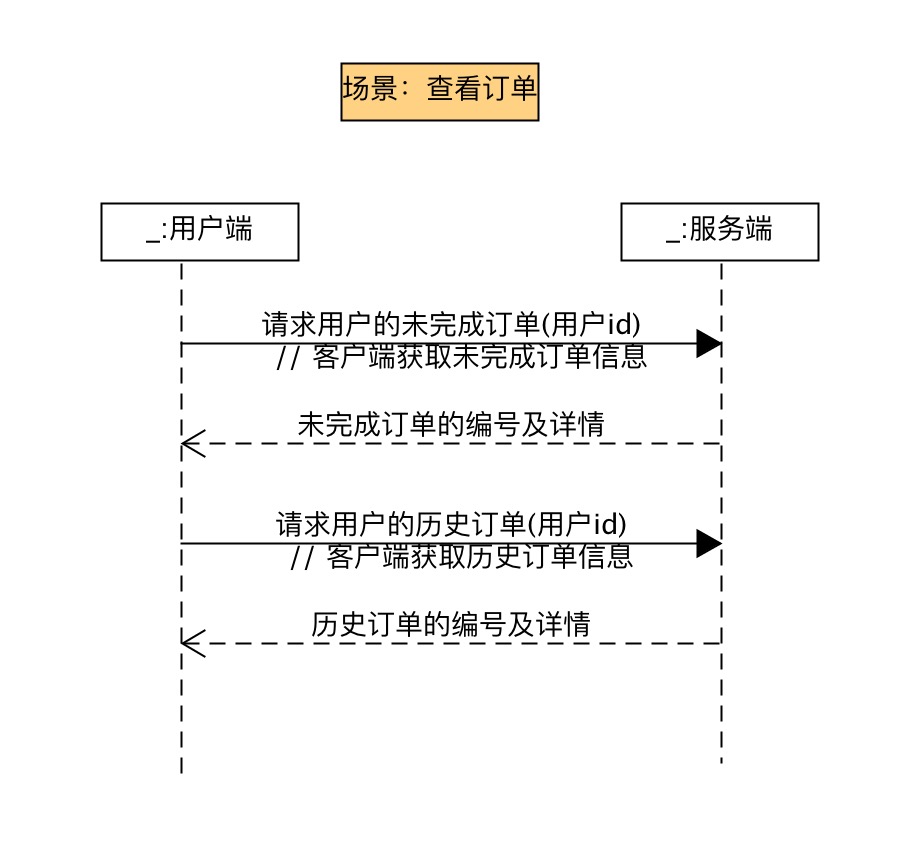 场景：查看订单
_:用户端
_:服务端
请求用户的未完成订单(用户id)
// 客户端获取未完成订单信息
未完成订单的编号及详情
请求用户的历史订单(用户id)
// 客户端获取历史订单信息
历史订单的编号及详情